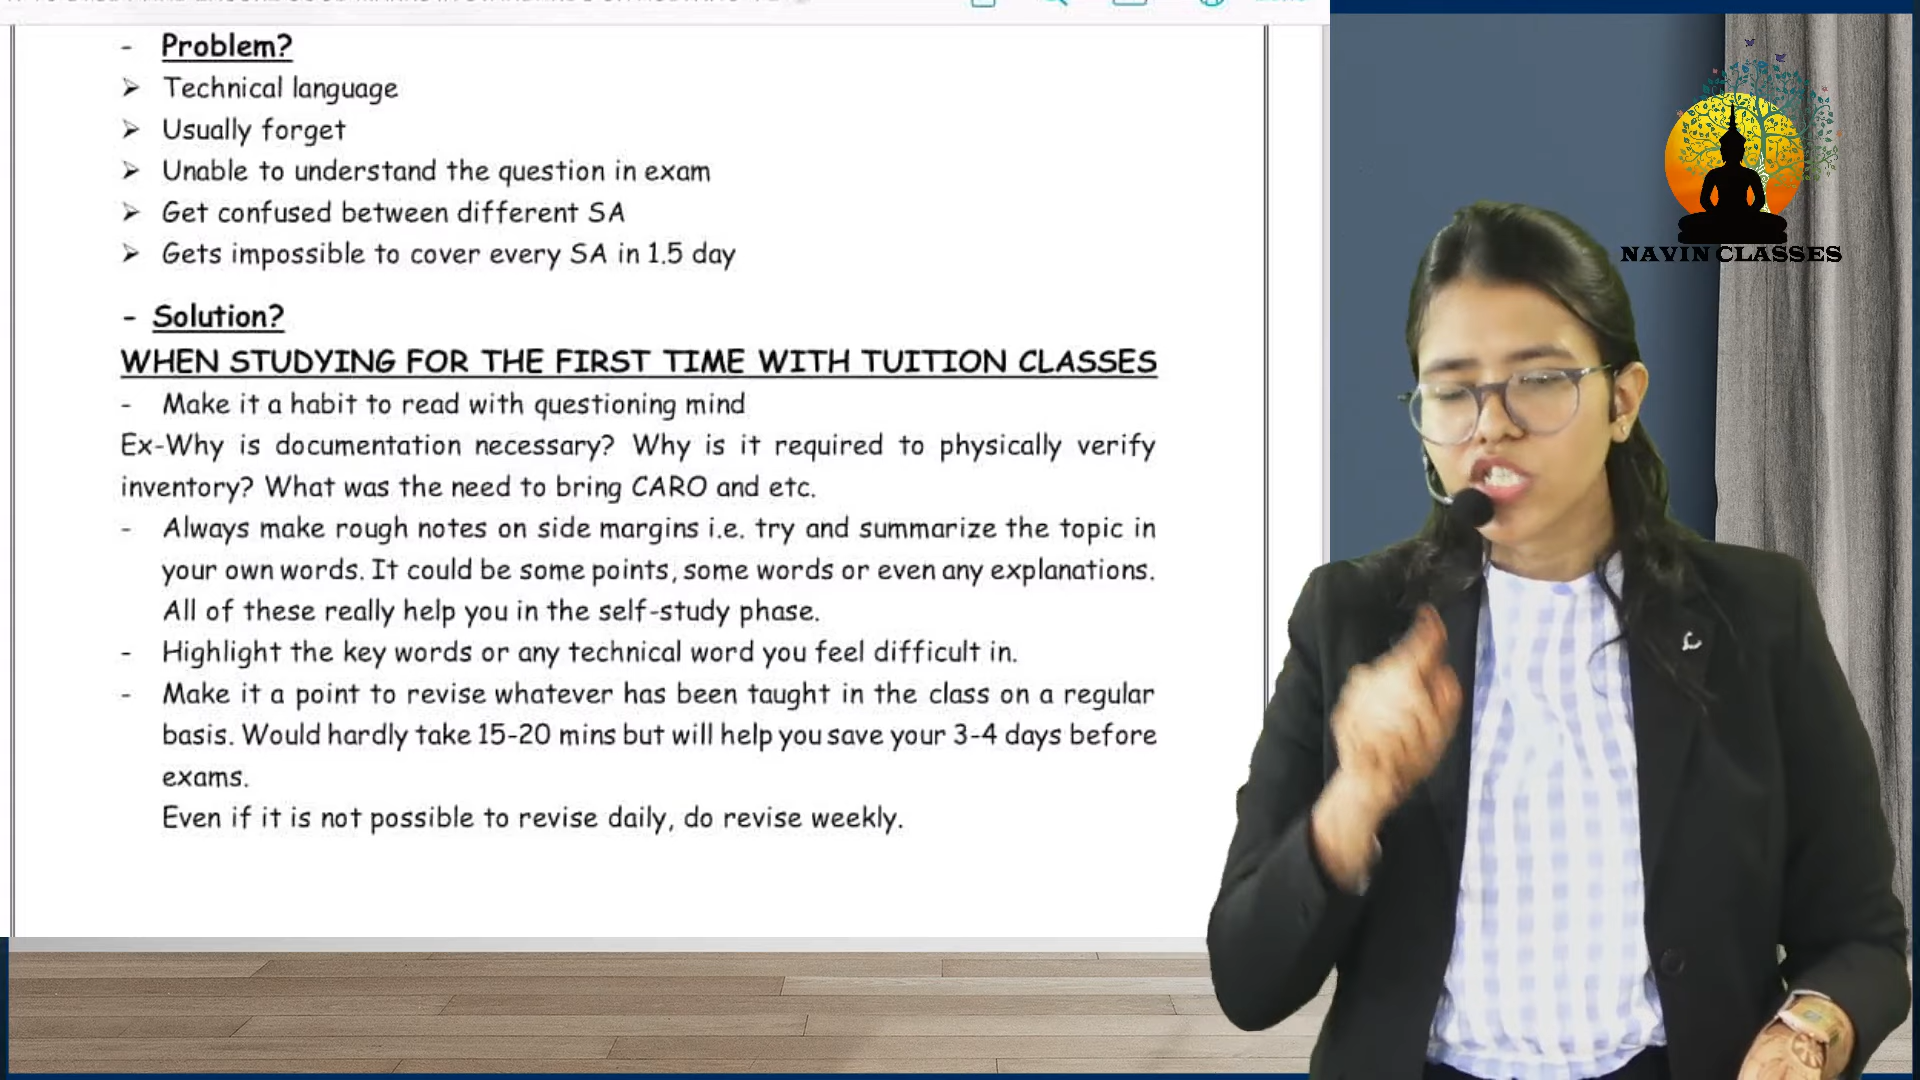 - Problem?
➢ Technical language
➢ Usually forget
➢ Unable to understand the question in exam
➢ Get confused between different SA
➢ Gets impossible to cover every SA in 1.5 day
- Solution?
WHEN STUDYING FOR THE FIRST TIME WITH TUITION CLASSES
- Make it a habit to read with questioning mind
Ex-Why is documentation necessary? Why is it required to physically verify
inventory? What was the need to bring CARO and etc.
- Always make rough notes on side margins i.e. try and summarize the topic in
your own words. It could be some points, some words or even any explanations.
All of these really help you in the self-study phase.
- Highlight the key words or any technical word you feel difficult in.
- Make it a point to revise whatever has been taught in the class on a regular
basis. Would hardly take 15-20 mins but will help you save your 3-4 days before
exams.
Even if it is not possible to revise daily, do revise weekly.
NAVIN CLASSES